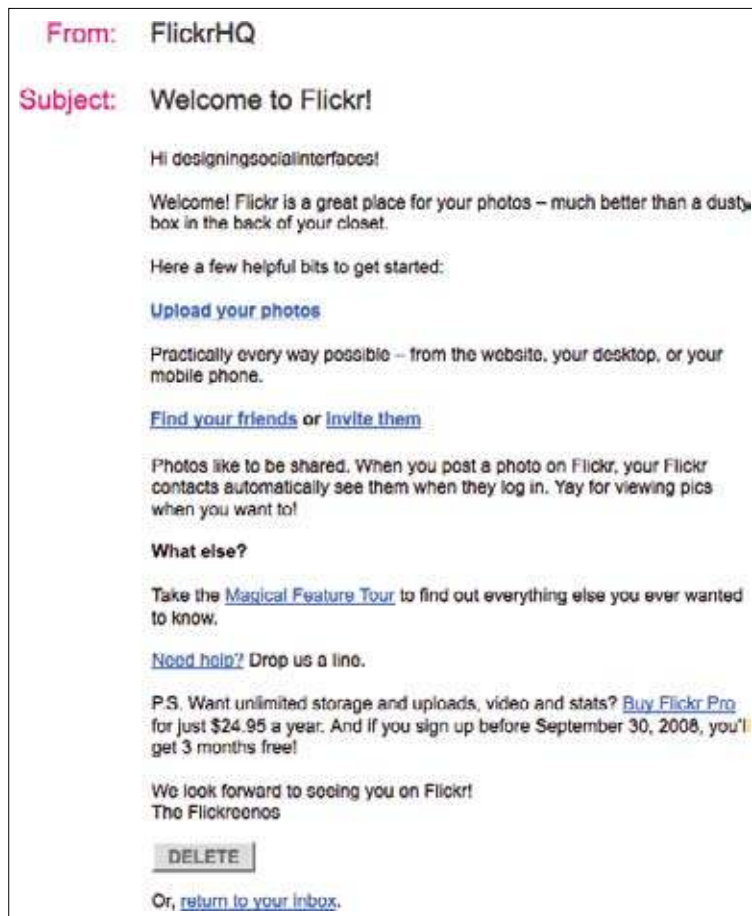 From: FlickrHQ
Subject: Welcome to Flickr!
Hi designingsocialinterfaces!
Welcome! Flickr is a great place for your photos – much better than a dusty
box in the back of your closet.
Here a few helpful bits to get started:
Upload your photos
Practically every way possible – from the website, your desktop, or your
mobile phone.
Find your friends or invite them
Photos like to be shared. When you post a photo on Flickr, your Flickr
contacts automatically see them when they log in. Yay for viewing pics
when you want to!
What else?
Take the Magical Feature Tour to find out everything else you ever wanted
to know.
Need help? Drop us a line.
P.S. Want unlimited storage and uploads, video and stats? Buy Flickr Pro
for just $24.95 a year. And if you sign up before September 30, 2008, you'l
get 3 months free!
We look forward to seeing you on Flickr!
The Flickreenos
DELETE
Or, return to your inbox.